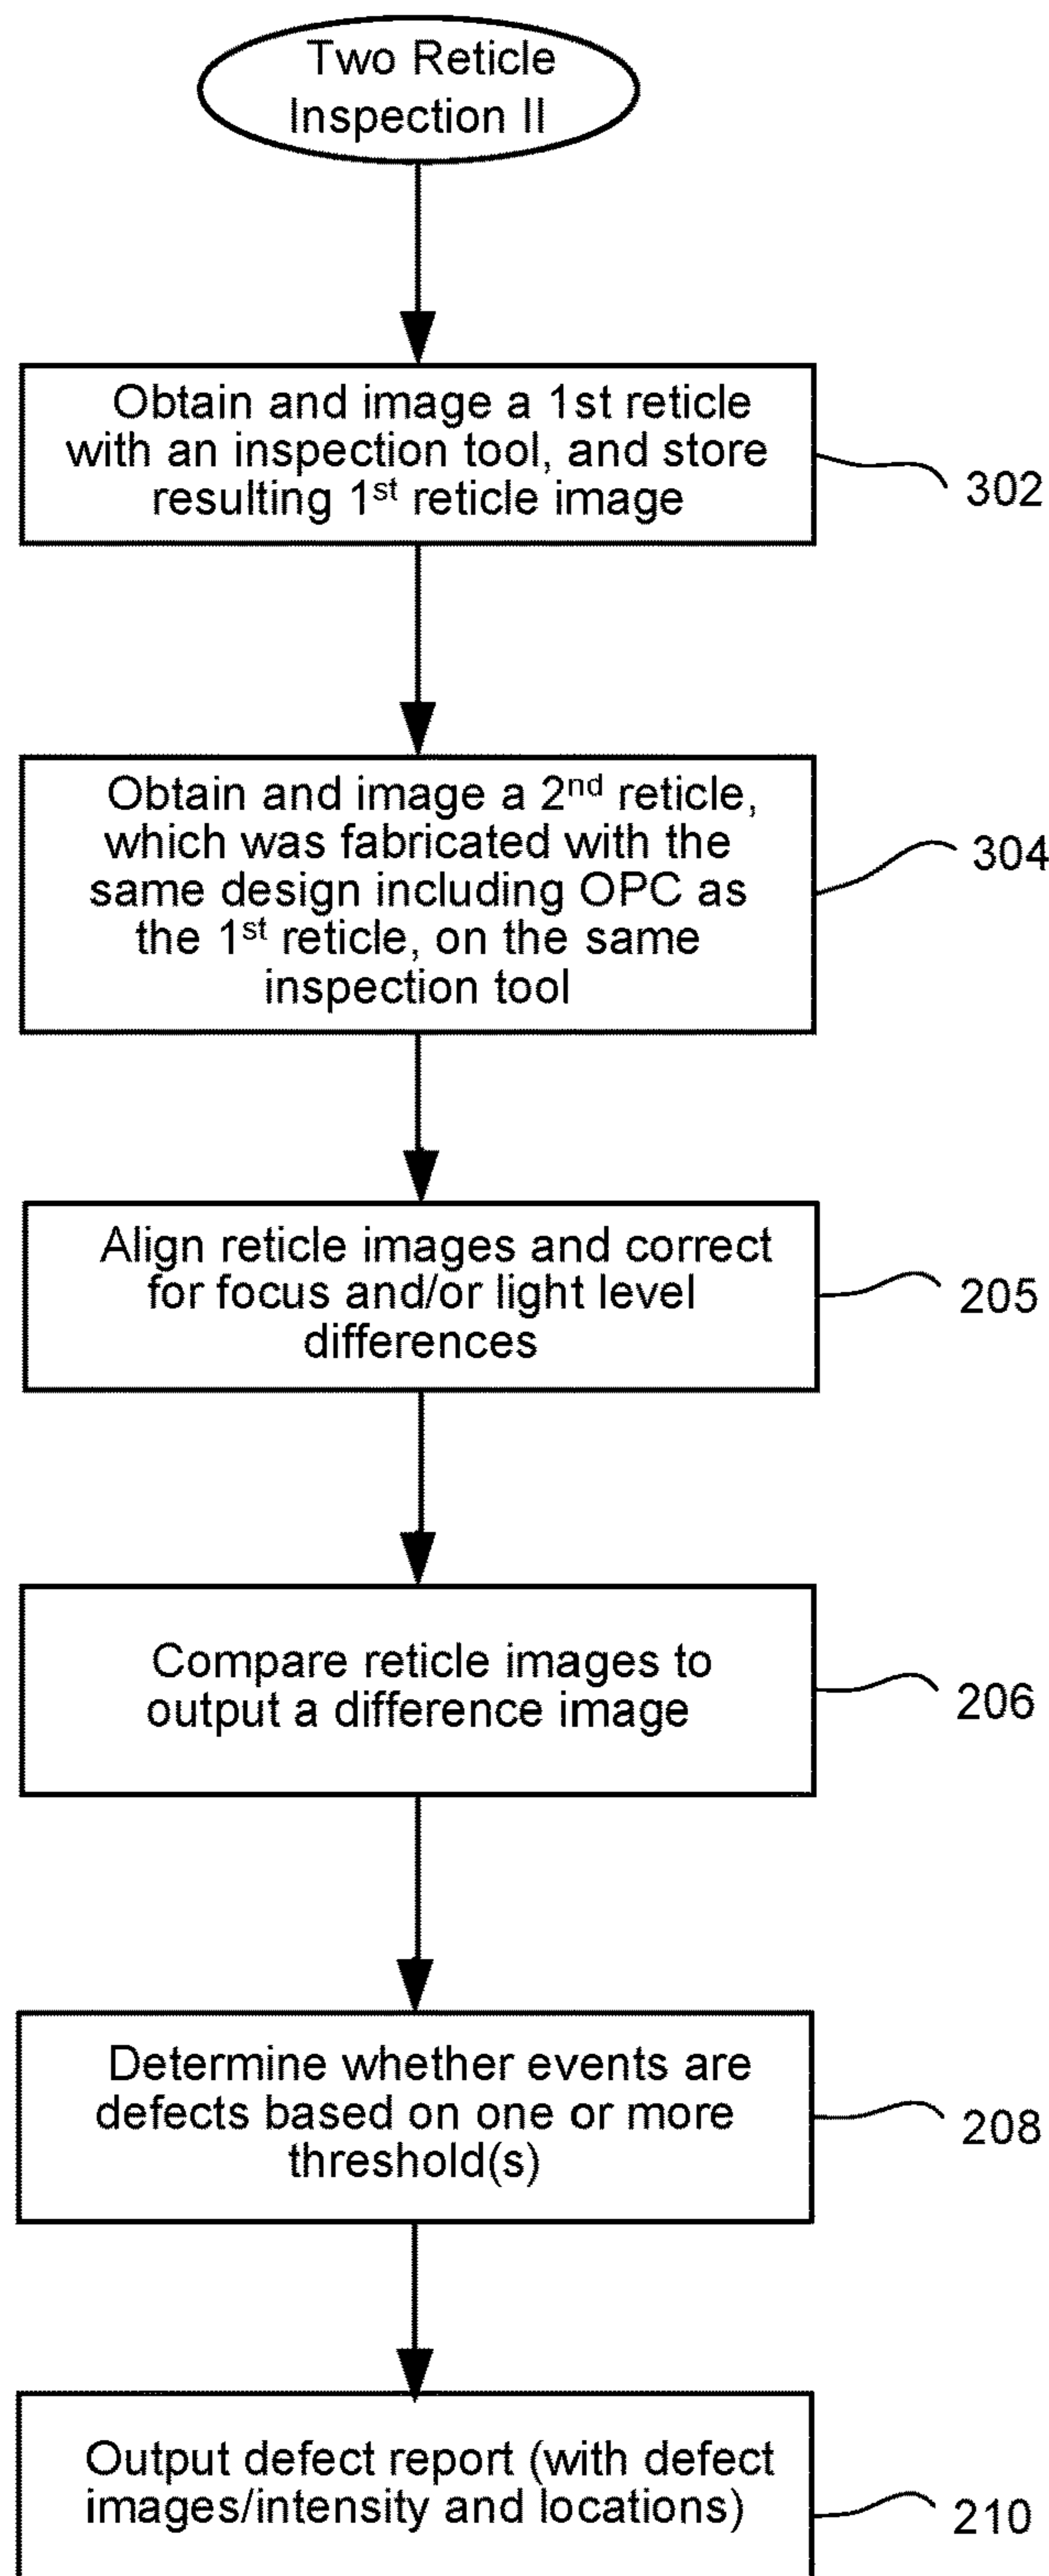 Two Reticle
Inspection II
Obtain and image a 1st reticle
with an inspection tool, and store
resulting 1st reticle image
302
Obtain and image a 2nd reticle,
which was fabricated with the
same design including OPC as
the 1st reticle, on the same
inspection tool
304
Align reticle images and correct
for focus and/or light level
differences
205
Compare reticle images to
output a difference image
206
Determine whether events are
defects based on one or more
threshold(s)
208
Output defect report (with defect
images/intensity and locations)
210